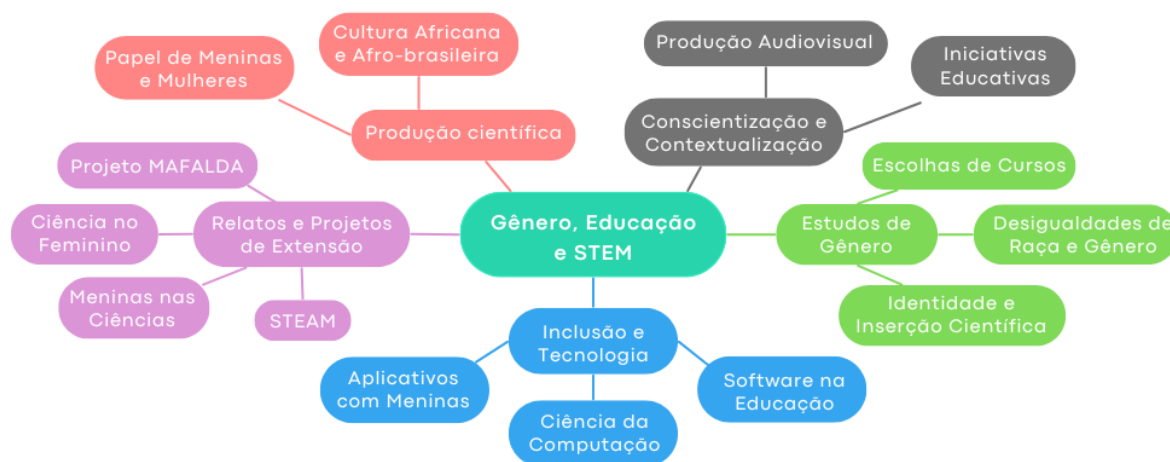 Cultura Africana
e Afro-brasileira
Papel de Meninas
e Mulheres
Produção científica
Produção Audiovisual
Iniciativas
Educativas
Conscientização e
Contextualização
Projeto MAFALDA
Ciência no
Feminino
Relatos e Projetos
de Extensão
Meninas nas
Ciências
STEAM
Gênero, Educação
e STEM
Escolhas de Cursos
Estudos de
Gênero
Desigualdades de
Raça e Gênero
Identidade e
Inserção Científica
Inclusão e
Tecnologia
Aplicativos
com Meninas
Ciência da
Computação
Software na
Educação